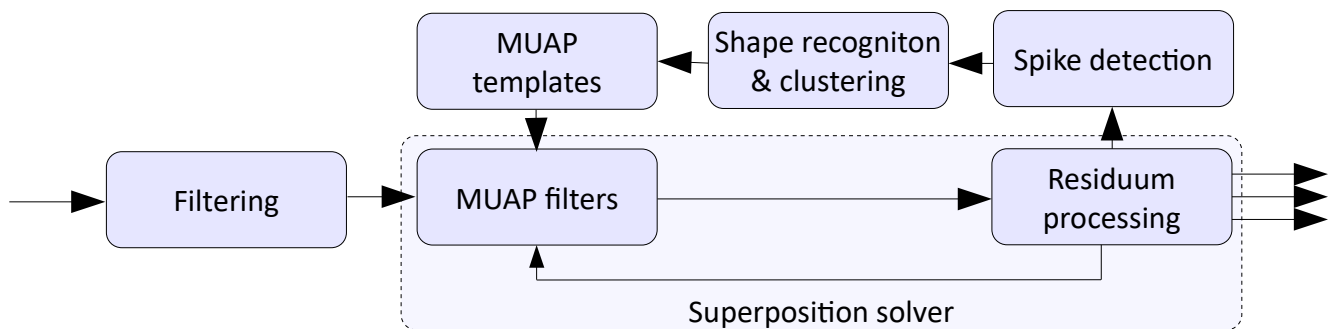 MUAP
templates
Shape recogniton
& clustering
Spike detection
Filtering
MUAP filters
Residuum
processing
Superposition solver